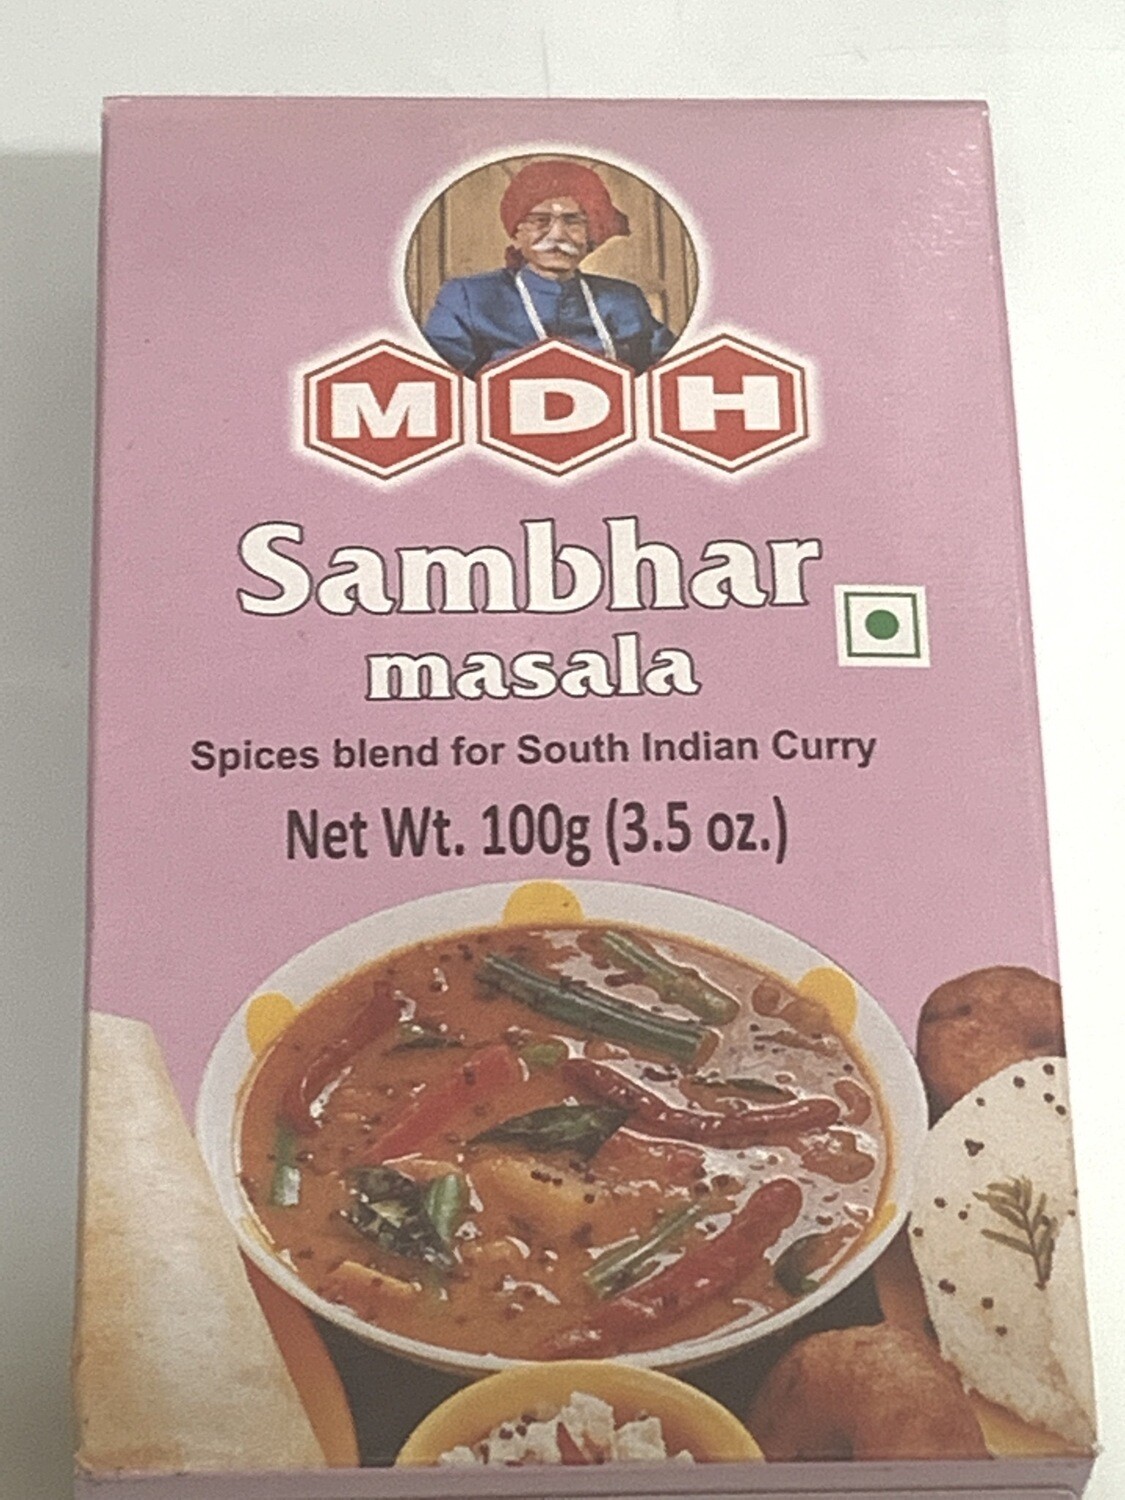 MDH
Sambhar
masala
Spices blend for South Indian Curry
Net Wt. 100g (3.5 oz.)